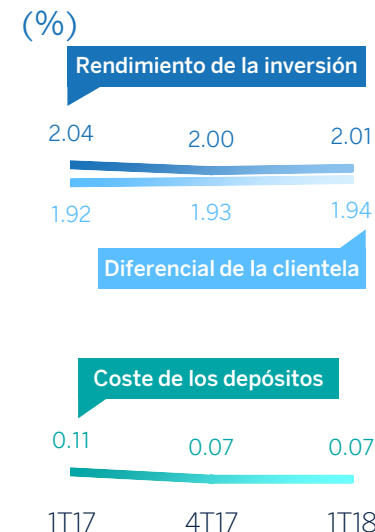 (%)
Rendimiento de la inversión
2.04 2.00 2.01
1.92 1.93 1.94
Diferencial de la clientela
Coste de los depósitos
0.11 0.07 0.07
1T17 4T17 1T18